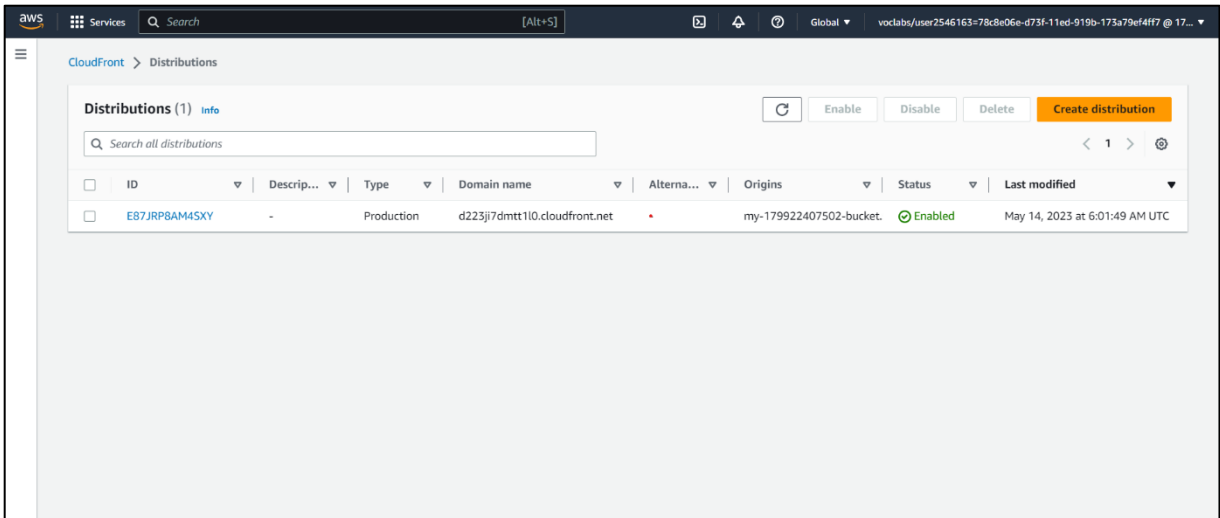 aws Services Search [Alt+S] Global voclabs/user2546163=78c8e06e-d73f-11ed-919b-173a79ef4ff7 @ 17...
CloudFront > Distributions
Distributions (1) Info Enable Disable Delete Create distribution
Search all distributions < 1 >
ID Descrip... Type Domain name Alterna... Origins Status Last modified
E87JRP8AM4SXY - Production d223ji7dmtt1l0.cloudfront.net my-179922407502-bucket. Enabled May 14, 2023 at 6:01:49 AM UTC